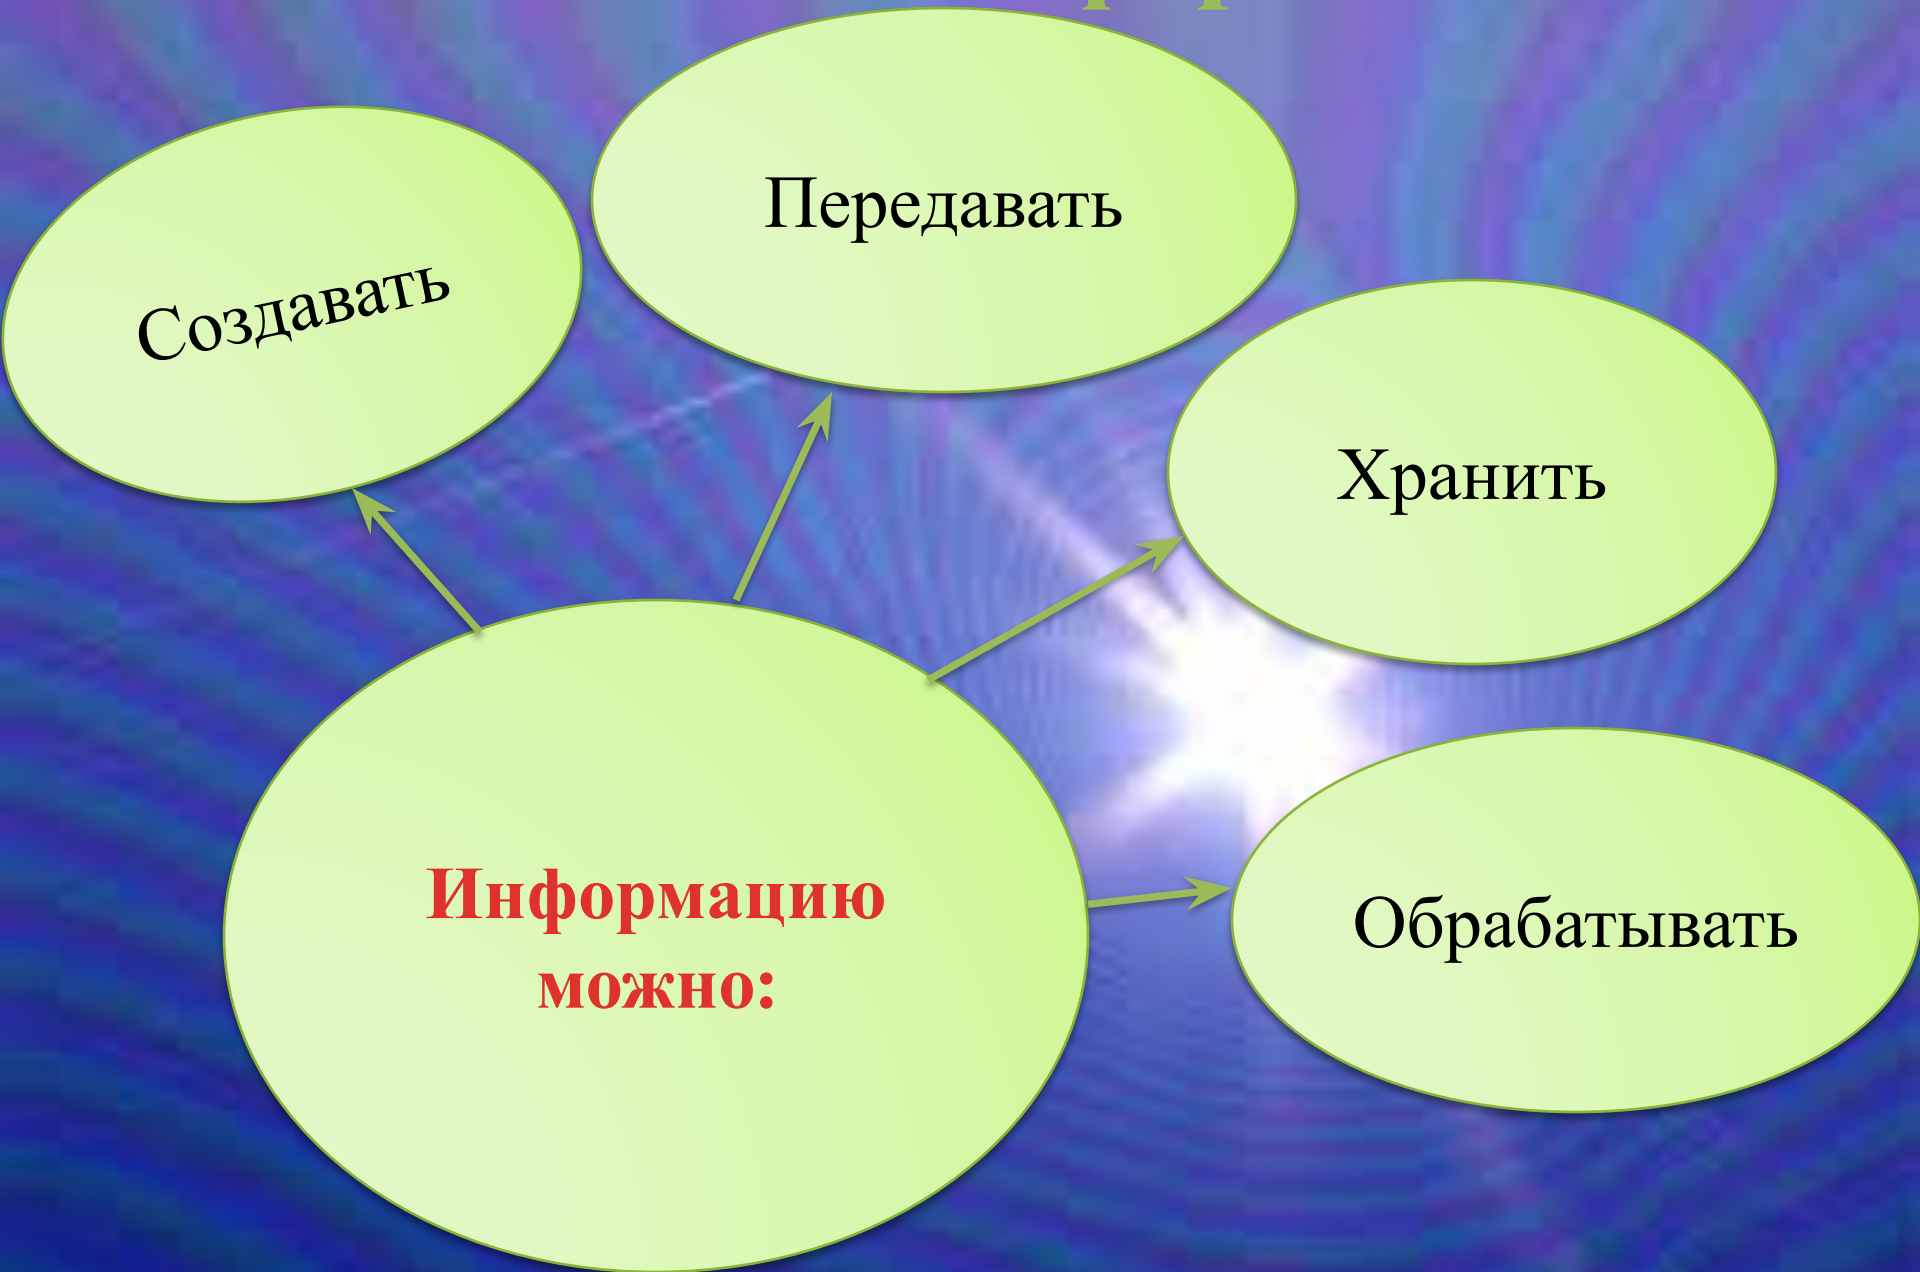 Создавать
Передавать
Хранить
Обрабатывать
Информацию
можно: